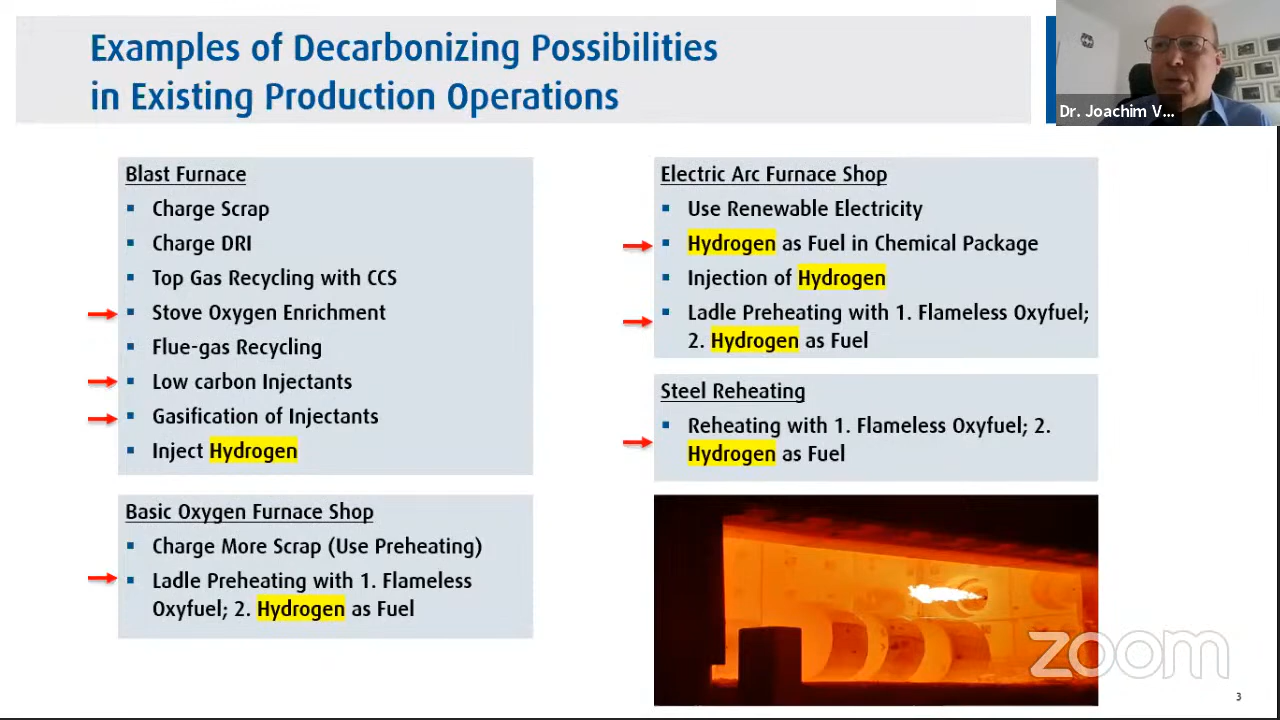 Examples of Decarbonizing Possibilities
in Existing Production Operations
Dr. Joachim V...
Blast Furnace
▪ Charge Scrap
▪ Charge DRI
▪ Top Gas Recycling with CCS
▪ Stove Oxygen Enrichment
▪ Flue-gas Recycling
▪ Low carbon Injectants
▪ Gasification of Injectants
▪ Inject Hydrogen
Basic Oxygen Furnace Shop
▪ Charge More Scrap (Use Preheating)
▪ Ladle Preheating with 1. Flameless
Oxyfuel; 2. Hydrogen as Fuel
Electric Arc Furnace Shop
▪ Use Renewable Electricity
▪ Hydrogen as Fuel in Chemical Package
▪ Injection of Hydrogen
▪ Ladle Preheating with 1. Flameless Oxyfuel;
2. Hydrogen as Fuel
Steel Reheating
▪ Reheating with 1. Flameless Oxyfuel; 2.
Hydrogen as Fuel
zoom
3